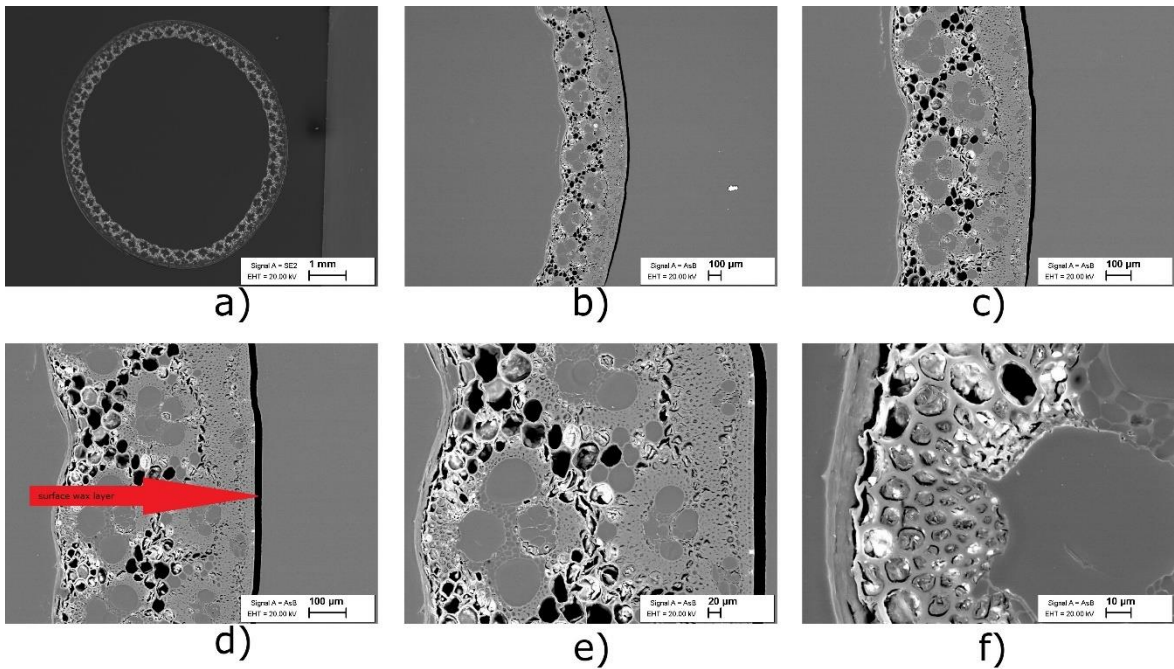 Signal A = SE2
EHT = 20.00 kV
1 mm
a)
Signal A = AsB
EHT = 20.00 kV
100 µm
b)
Signal A = AsB
EHT = 20.00 kV
100 µm
c)
surface wax layer
Signal A = AsB
EHT = 20.00 kV
100 µm
d)
Signal A = AsB
EHT = 20.00 kV
20 µm
e)
Signal A = AsB
EHT = 20.00 kV
10 µm
f)